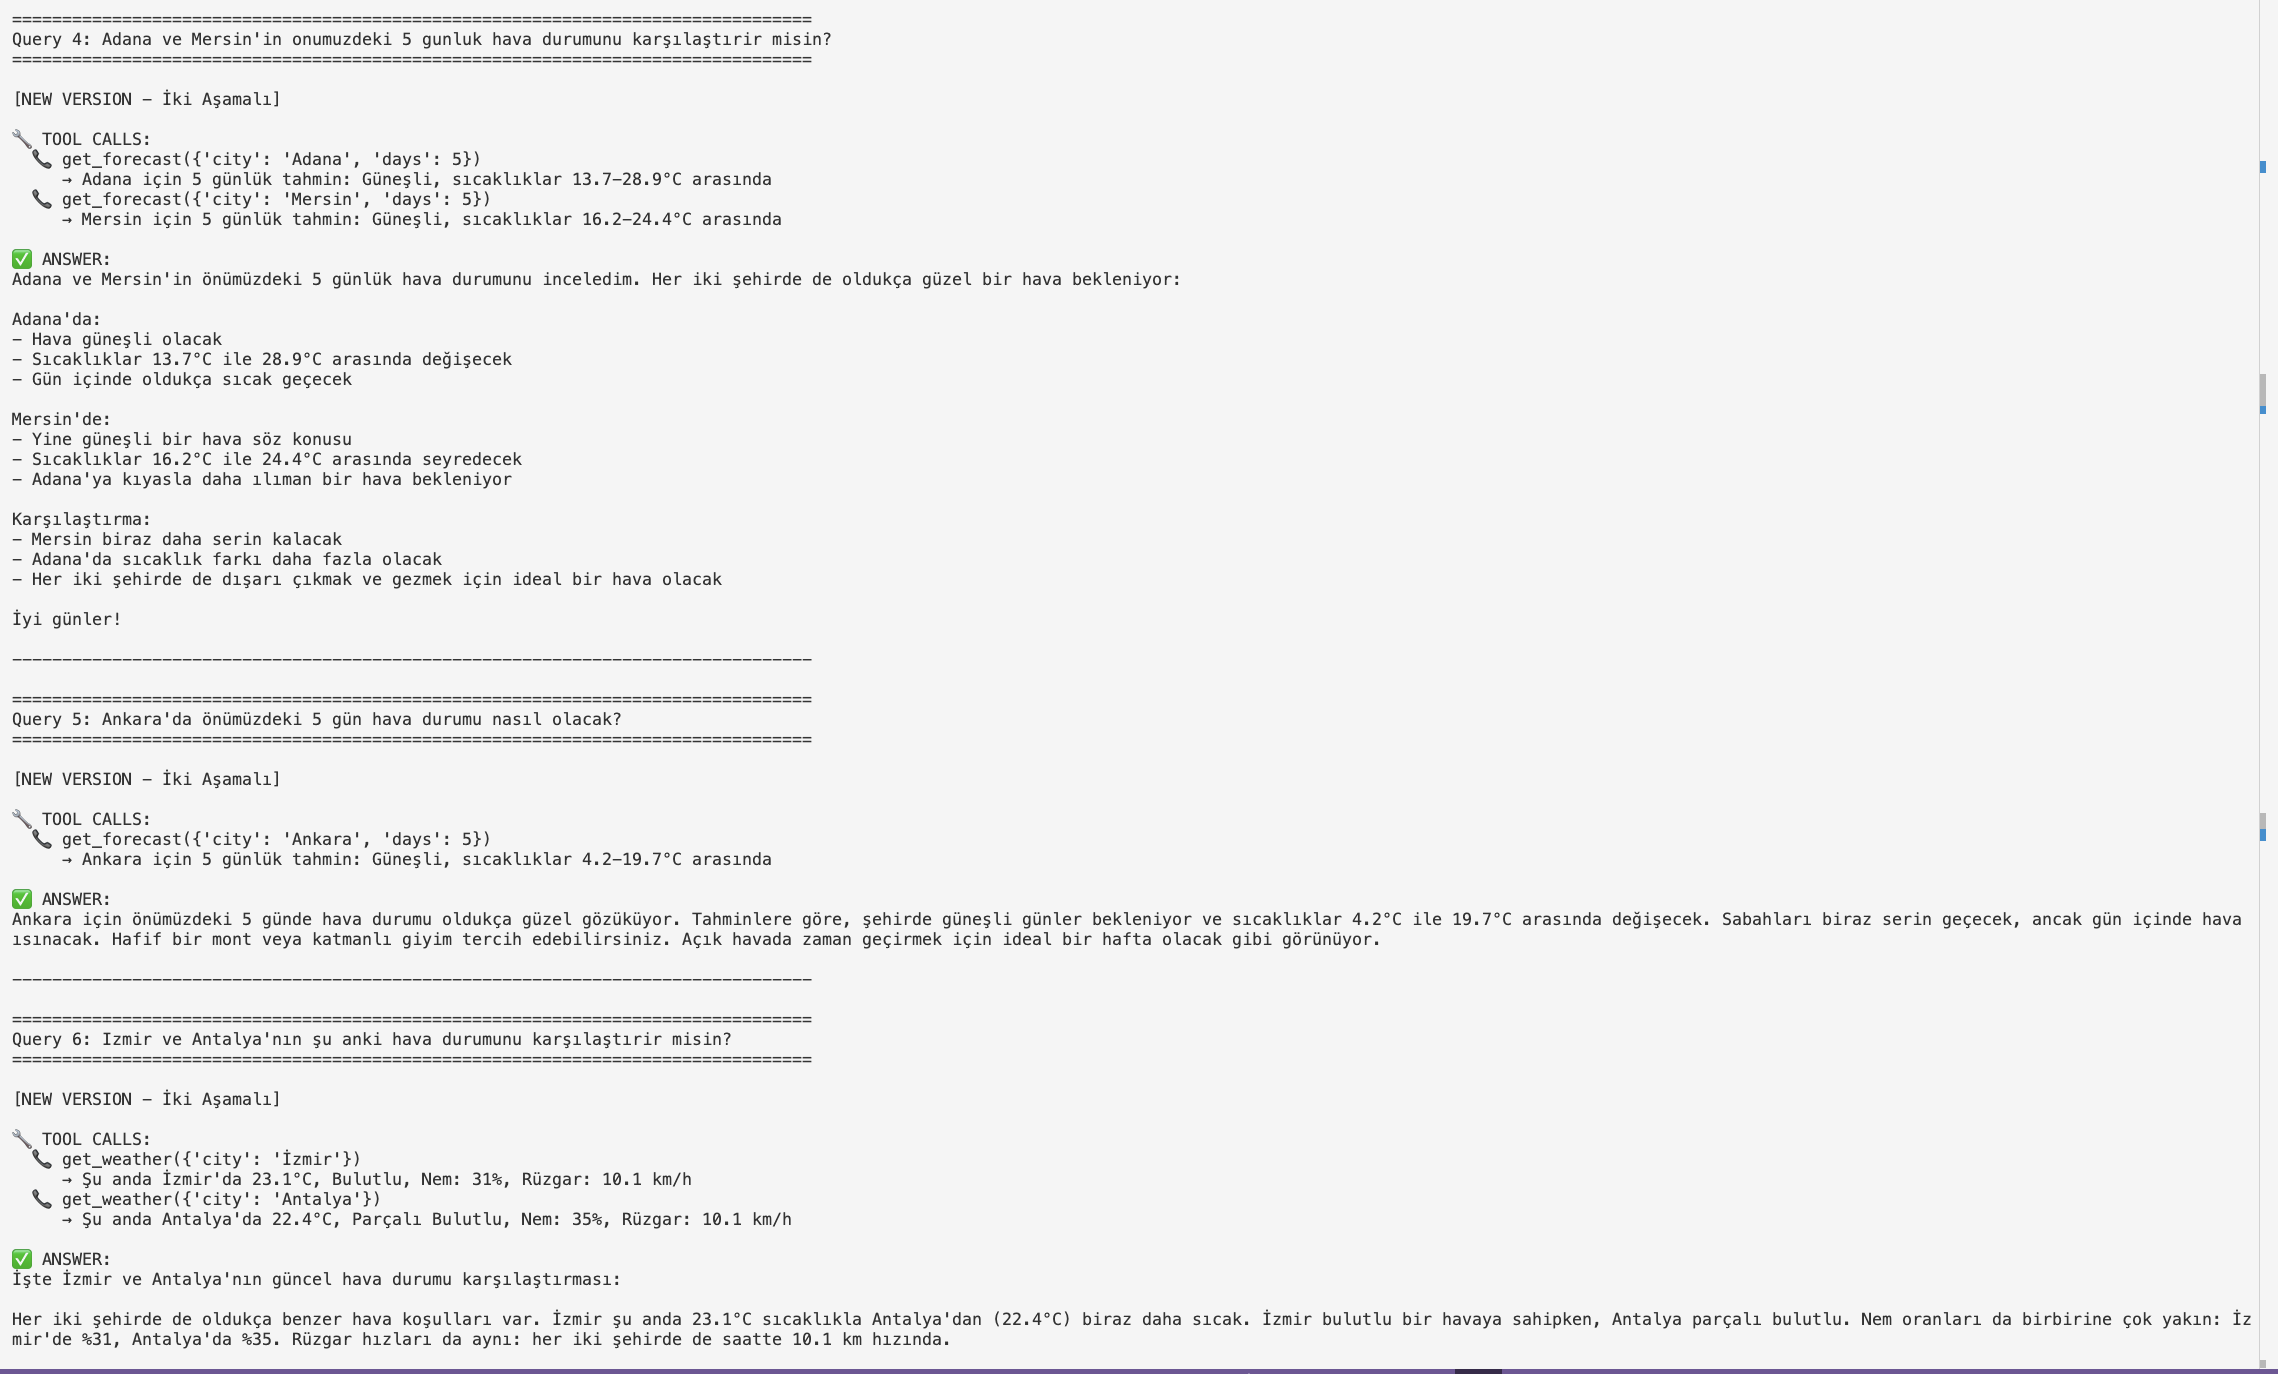 ================================================================================
Query 4: Adana ve Mersin'in onumuzdeki 5 gunluk hava durumunu karşılaştırir misin?
================================================================================
[NEW VERSION - İki Aşamalı]
🔧 TOOL CALLS:
📞 get_forecast({'city': 'Adana', 'days': 5})
→ Adana için 5 günlük tahmin: Güneşli, sıcaklıklar 13.7-28.9°C arasında
📞 get_forecast({'city': 'Mersin', 'days': 5})
→ Mersin için 5 günlük tahmin: Güneşli, sıcaklıklar 16.2-24.4°C arasında
✅ ANSWER:
Adana ve Mersin'in önümüzdeki 5 günlük hava durumunu inceledim. Her iki şehirde de oldukça güzel bir hava bekleniyor:
Adana'da:
- Hava güneşli olacak
- Sıcaklıklar 13.7°C ile 28.9°C arasında değişecek
- Gün içinde oldukça sıcak geçecek
Mersin'de:
- Yine güneşli bir hava söz konusu
- Sıcaklıklar 16.2°C ile 24.4°C arasında seyredecek
- Adana'ya kıyasla daha ılıman bir hava bekleniyor
Karşılaştırma:
- Mersin biraz daha serin kalacak
- Adana'da sıcaklık farkı daha fazla olacak
- Her iki şehirde de dışarı çıkmak ve gezmek için ideal bir hava olacak
İyi günler!
--------------------------------------------------------------------------------
================================================================================
Query 5: Ankara'da önümüzdeki 5 gün hava durumu nasıl olacak?
================================================================================
[NEW VERSION - İki Aşamalı]
🔧 TOOL CALLS:
📞 get_forecast({'city': 'Ankara', 'days': 5})
→ Ankara için 5 günlük tahmin: Güneşli, sıcaklıklar 4.2-19.7°C arasında
✅ ANSWER:
Ankara için önümüzdeki 5 günde hava durumu oldukça güzel gözüküyor. Tahminlere göre, şehirde güneşli günler bekleniyor ve sıcaklıklar 4.2°C ile 19.7°C arasında değişecek. Sabahları biraz serin geçecek, ancak gün içinde hava
ısınacak. Hafif bir mont veya katmanlı giyim tercih edebilirsiniz. Açık havada zaman geçirmek için ideal bir hafta olacak gibi görünüyor.
--------------------------------------------------------------------------------
================================================================================
Query 6: Izmir ve Antalya'nın şu anki hava durumunu karşılaştırir misin?
================================================================================
[NEW VERSION - İki Aşamalı]
🔧 TOOL CALLS:
📞 get_weather({'city': 'İzmir'})
→ Şu anda İzmir'da 23.1°C, Bulutlu, Nem: 31%, Rüzgar: 10.1 km/h
📞 get_weather({'city': 'Antalya'})
→ Şu anda Antalya'da 22.4°C, Parçalı Bulutlu, Nem: 35%, Rüzgar: 10.1 km/h
✅ ANSWER:
İşte İzmir ve Antalya'nın güncel hava durumu karşılaştırması:
Her iki şehirde de oldukça benzer hava koşulları var. İzmir şu anda 23.1°C sıcaklıkla Antalya'dan (22.4°C) biraz daha sıcak. İzmir bulutlu bir havaya sahipken, Antalya parçalı bulutlu. Nem oranları da birbirine çok yakın: İz
mir'de %31, Antalya'da %35. Rüzgar hızları da aynı: her iki şehirde de saatte 10.1 km hızında.